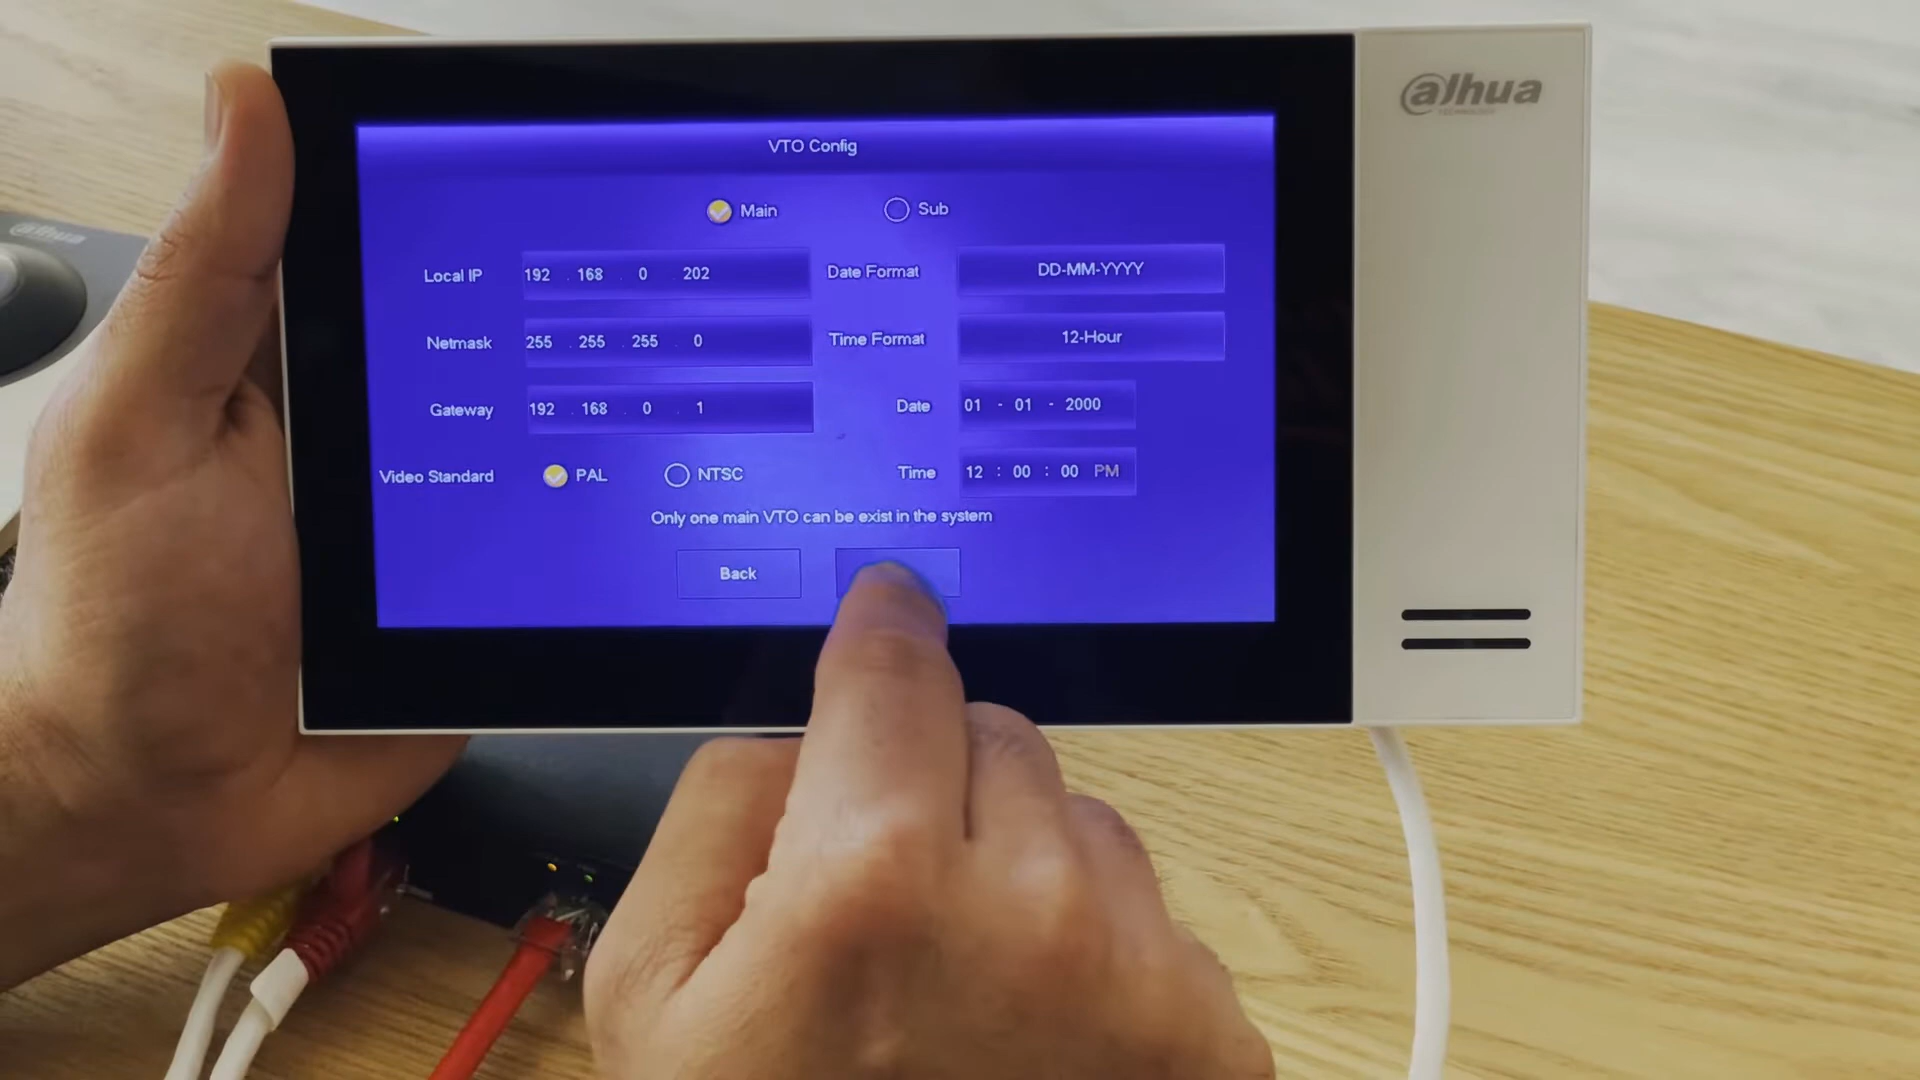 alhua
TECHNOLOGY
alhua
VTO Config
Main Sub
Local IP 192 . 168 . 0 . 202 Date Format DD-MM-YYYY
Netmask 255 . 255 . 255 . 0 Time Format 12-Hour
Gateway 192 . 168 . 0 . 1 Date 01 - 01 - 2000
Video Standard PAL NTSC Time 12 : 00 : 00 PM
Only one main VTO can be exist in the system
Back